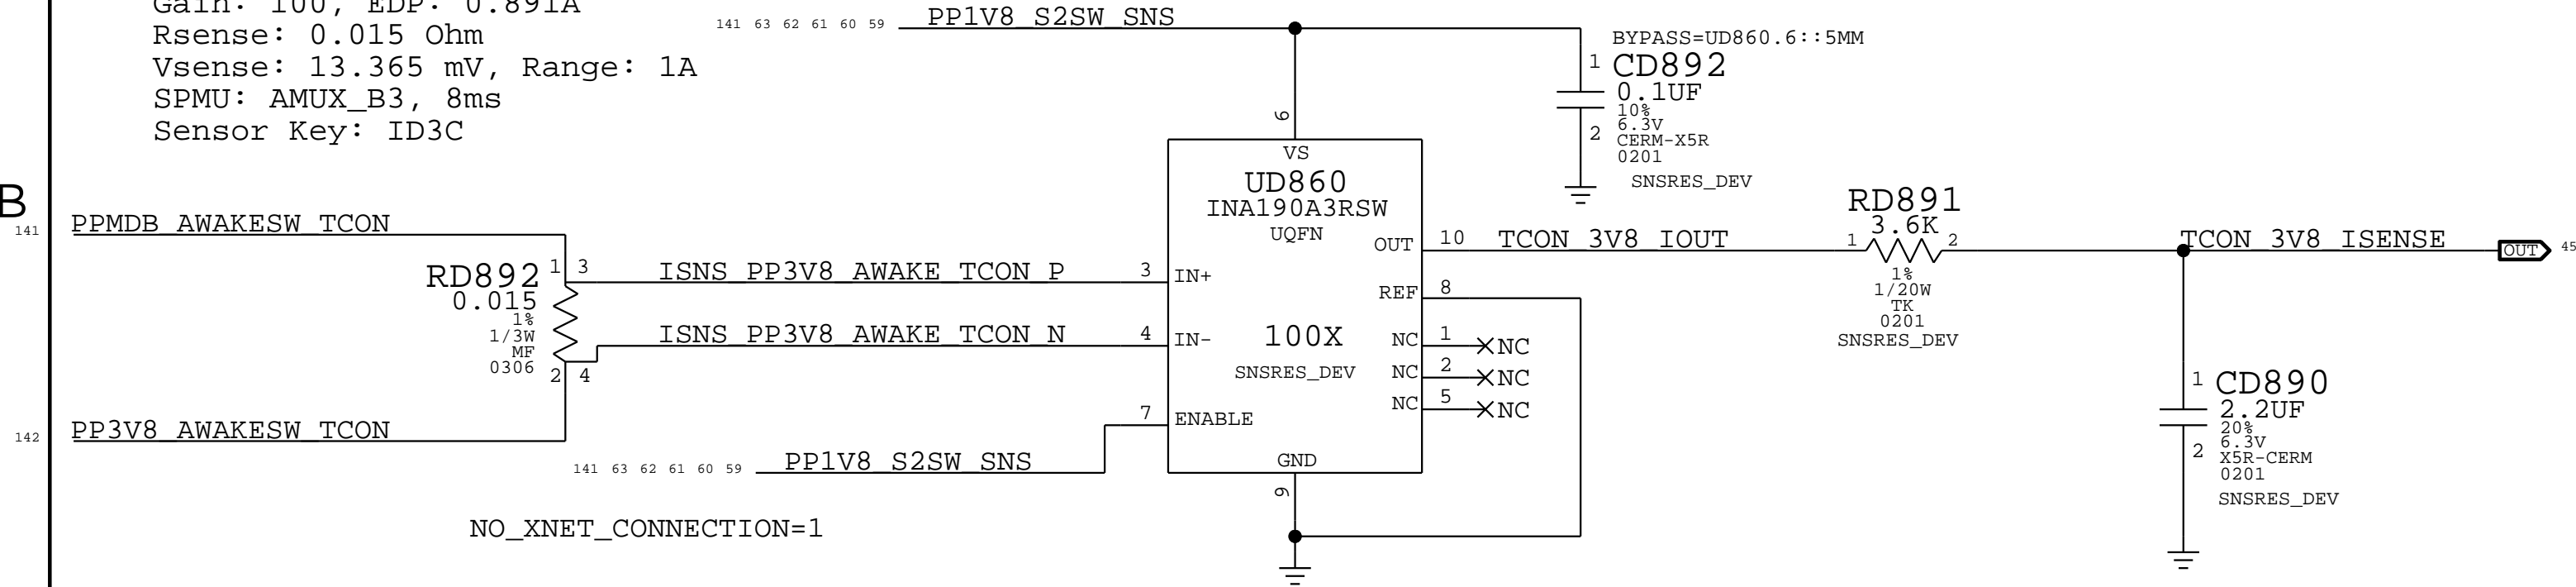 Gain: 100, EDP: 0.891A
Rsense: 0.015 Ohm
Vsense: 13.365 mV, Range: 1A
SPMU: AMUX_B3, 8ms
Sensor Key: ID3C
141 63 62 61 60 59 PP1V8_S2SW_SNS
BYPASS=UD860.6::5MM
1 CD892
0.1UF
10%
6.3V
2 CERM-X5R
0201
SNSRES_DEV
B
141 PPMDB_AWAKESW_TCON
RD892 1 3
0.015
1%
1/3W
MF
0306
2 4
142 PP3V8_AWAKESW_TCON
ISNS_PP3V8_AWAKE_TCON_P 3
ISNS_PP3V8_AWAKE_TCON_N 4
7
141 63 62 61 60 59 PP1V8_S2SW_SNS
NO_XNET_CONNECTION=1
6
VS
UD860
INA190A3RSW
UQFN
IN+
IN-
100X
SNSRES_DEV
ENABLE
GND
9
OUT 10 TCON_3V8_IOUT
REF 8
NC 1 NC
NC 2 NC
NC 5 NC
RD891
3.6K
1 2
1%
1/20W
TK
0201
SNSRES_DEV
TCON_3V8_ISENSE OUT 45
1 CD890
2.2UF
20%
6.3V
2 X5R-CERM
0201
SNSRES_DEV